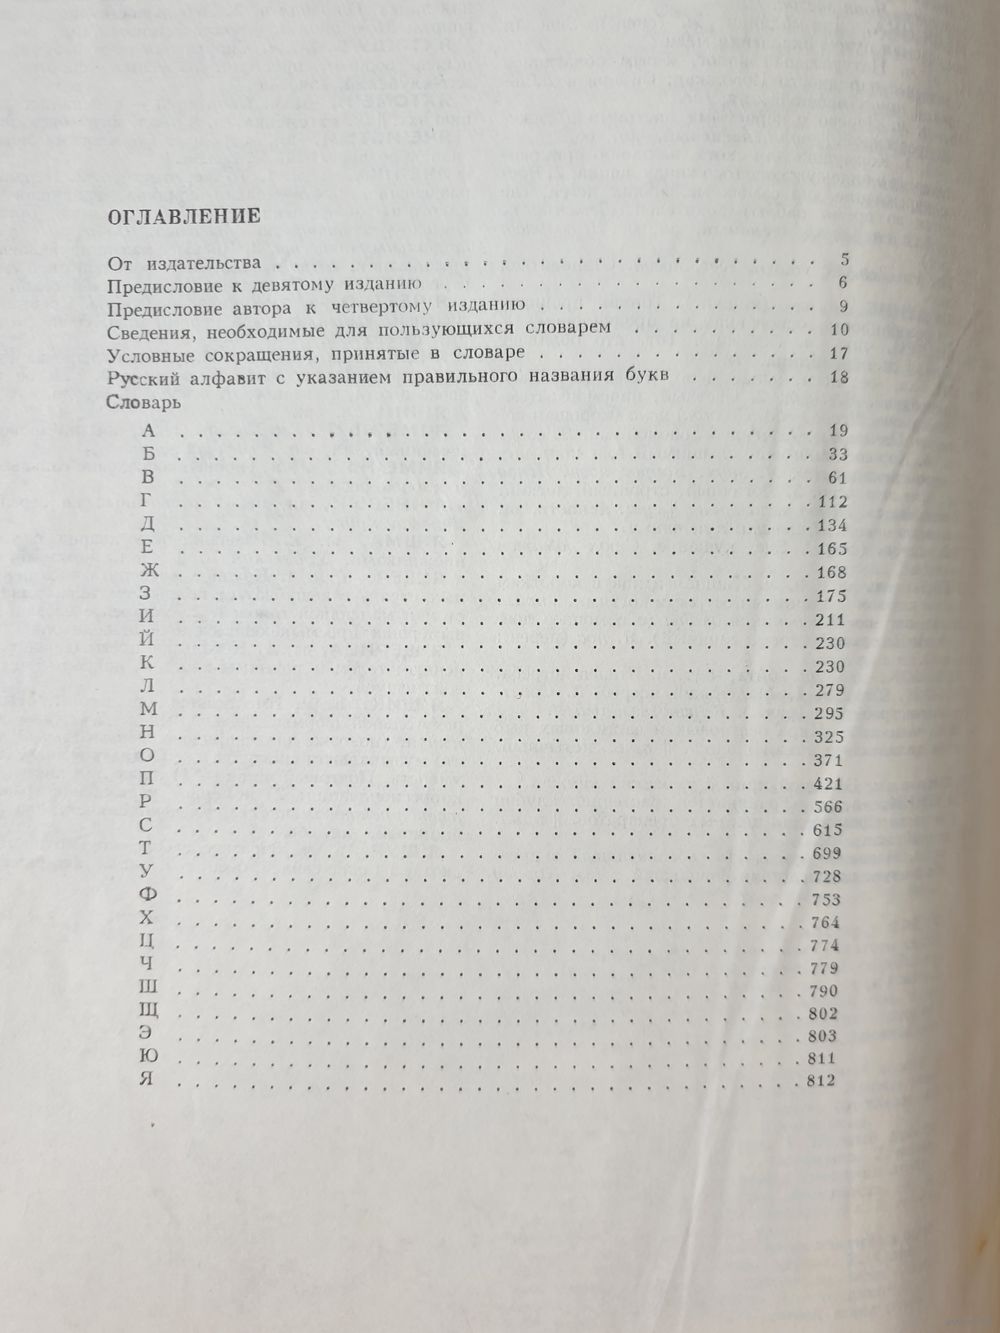 ОГЛАВЛЕНИЕ
От издательства . . . . . . . . . . . . . . . . . . . . . . . . . . . . . 5
Предисловие к девятому изданию . . . . . . . . . . . . . . . . . . . . 6
Предисловие автора к четвертому изданию . . . . . . . . . . . . . . . 9
Сведения, необходимые для пользующихся словарем . . . . . . . . . . 10
Условные сокращения, принятые в словаре . . . . . . . . . . . . . . . 17
Русский алфавит с указанием правильного названия букв . . . . . . . 18
Словарь
А . . . . . . . . . . . . . . . . . . . . . . . . . . . . . . . . . 19
Б . . . . . . . . . . . . . . . . . . . . . . . . . . . . . . . . . 33
В . . . . . . . . . . . . . . . . . . . . . . . . . . . . . . . . . 61
Г . . . . . . . . . . . . . . . . . . . . . . . . . . . . . . . . . 112
Д . . . . . . . . . . . . . . . . . . . . . . . . . . . . . . . . . 134
Е . . . . . . . . . . . . . . . . . . . . . . . . . . . . . . . . . 165
Ж . . . . . . . . . . . . . . . . . . . . . . . . . . . . . . . . . 168
З . . . . . . . . . . . . . . . . . . . . . . . . . . . . . . . . . 175
И . . . . . . . . . . . . . . . . . . . . . . . . . . . . . . . . . 211
Й . . . . . . . . . . . . . . . . . . . . . . . . . . . . . . . . . 230
К . . . . . . . . . . . . . . . . . . . . . . . . . . . . . . . . . 230
Л . . . . . . . . . . . . . . . . . . . . . . . . . . . . . . . . . 279
М . . . . . . . . . . . . . . . . . . . . . . . . . . . . . . . . . 295
Н . . . . . . . . . . . . . . . . . . . . . . . . . . . . . . . . . 325
О . . . . . . . . . . . . . . . . . . . . . . . . . . . . . . . . . 371
П . . . . . . . . . . . . . . . . . . . . . . . . . . . . . . . . . 421
Р . . . . . . . . . . . . . . . . . . . . . . . . . . . . . . . . . 566
С . . . . . . . . . . . . . . . . . . . . . . . . . . . . . . . . . 615
Т . . . . . . . . . . . . . . . . . . . . . . . . . . . . . . . . . 699
У . . . . . . . . . . . . . . . . . . . . . . . . . . . . . . . . . 728
Ф . . . . . . . . . . . . . . . . . . . . . . . . . . . . . . . . . 753
Х . . . . . . . . . . . . . . . . . . . . . . . . . . . . . . . . . 764
Ц . . . . . . . . . . . . . . . . . . . . . . . . . . . . . . . . . 774
Ч . . . . . . . . . . . . . . . . . . . . . . . . . . . . . . . . . 779
Ш . . . . . . . . . . . . . . . . . . . . . . . . . . . . . . . . . 790
Щ . . . . . . . . . . . . . . . . . . . . . . . . . . . . . . . . . 802
Э . . . . . . . . . . . . . . . . . . . . . . . . . . . . . . . . . 803
Ю . . . . . . . . . . . . . . . . . . . . . . . . . . . . . . . . . 811
Я . . . . . . . . . . . . . . . . . . . . . . . . . . . . . . . . . 812